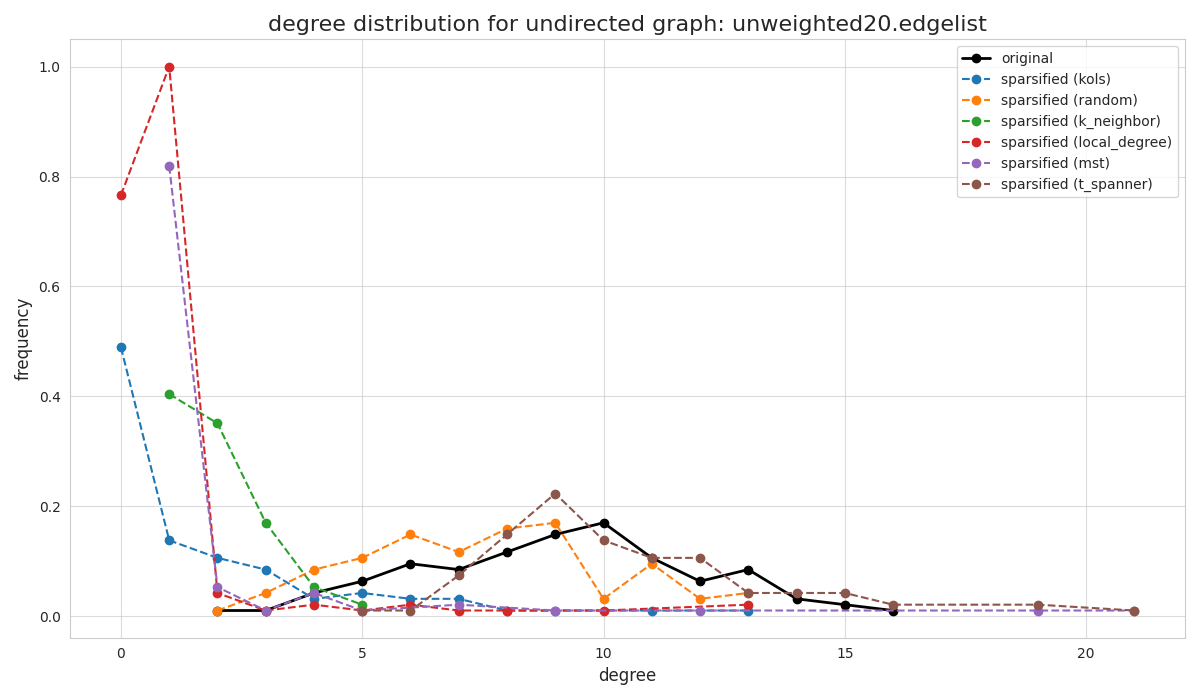 degree distribution for undirected graph: unweighted20.edgelist
original
sparsified (kols)
sparsified (random)
sparsified (k_neighbor)
sparsified (local_degree)
sparsified (mst)
sparsified (t_spanner)
frequency
1.0
0.8
0.6
0.4
0.2
0.0
0 5 10 15 20
degree